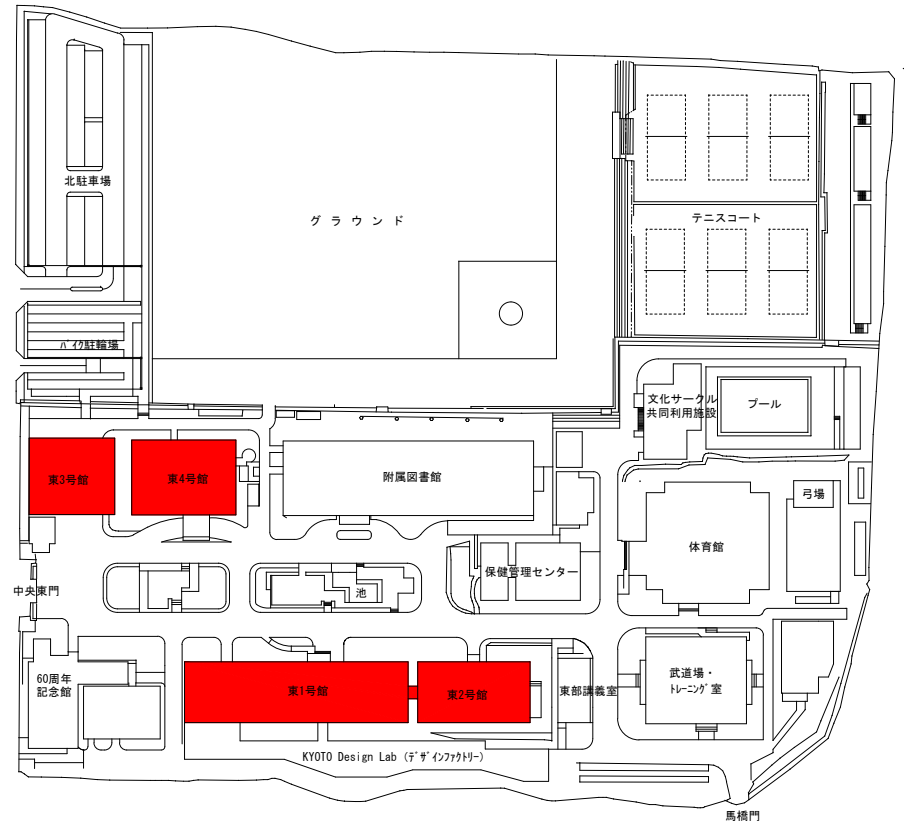 北駐車場
グラウンド
テニスコート
バイク駐輪場
文化サークル
共同利用施設
プール
東3号館
東4号館
附属図書館
弓場
体育館
保健管理センター
中央東門
池
60周年
記念館
東1号館
東2号館
東部講義室
武道場・
トレーニング室
KYOTO Design Lab (デザインファクトリー)
馬橋門